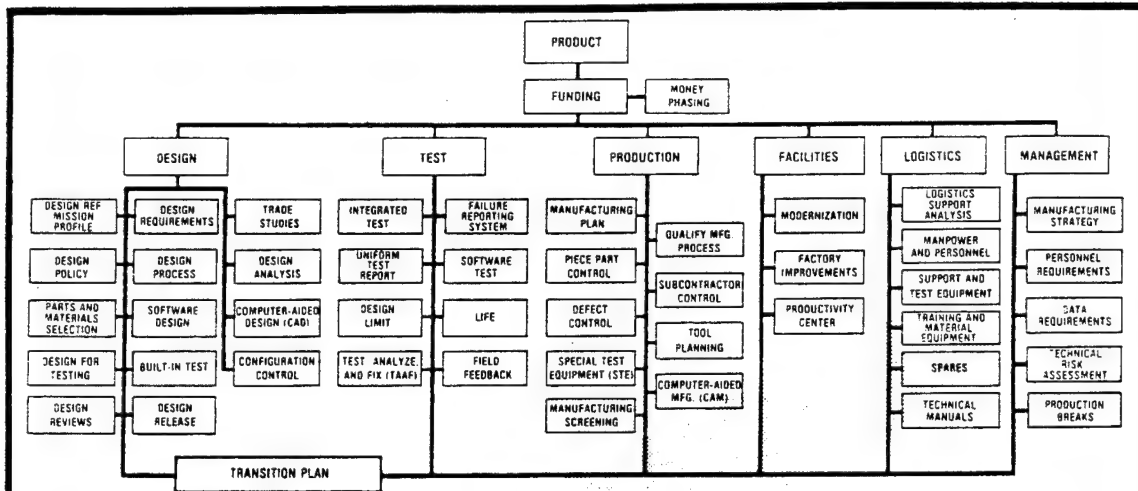 PRODUCT
FUNDING
MONEY
PHASING
DESIGN
TEST
PRODUCTION
FACILITIES
LOGISTICS
MANAGEMENT
DESIGN REF
MISSION
PROFILE
DESIGN
REQUIREMENTS
TRADE
STUDIES
DESIGN
POLICY
DESIGN
PROCESS
DESIGN
ANALYSIS
PARTS AND
MATERIALS
SELECTION
SOFTWARE
DESIGN
COMPUTER-AIDED
DESIGN (CAD)
DESIGN FOR
TESTING
BUILT-IN TEST
CONFIGURATION
CONTROL
DESIGN
REVIEWS
DESIGN
RELEASE
INTEGRATED
TEST
FAILURE
REPORTING
SYSTEM
UNIFORM
TEST
REPORT
SOFTWARE
TEST
DESIGN
LIMIT
LIFE
TEST ANALYZE,
AND FIX (TAAF)
FIELD
FEEDBACK
MANUFACTURING
PLAN
QUALIFY MFG.
PROCESS
PIECE PART
CONTROL
SUBCONTRACTOR
CONTROL
DEFECT
CONTROL
TOOL
PLANNING
SPECIAL TEST
EQUIPMENT (STE)
COMPUTER-AIDED
MFG. (CAM)
MANUFACTURING
SCREENING
MODERNIZATION
FACTORY
IMPROVEMENTS
PRODUCTIVITY
CENTER
LOGISTICS
SUPPORT
ANALYSIS
MANPOWER
AND PERSONNEL
SUPPORT AND
TEST EQUIPMENT
TRAINING AND
MATERIAL
EQUIPMENT
SPARES
TECHNICAL
MANUALS
MANUFACTURING
STRATEGY
PERSONNEL
REQUIREMENTS
DATA
REQUIREMENTS
TECHNICAL
RISK
ASSESSMENT
PRODUCTION
BREAKS
TRANSITION PLAN